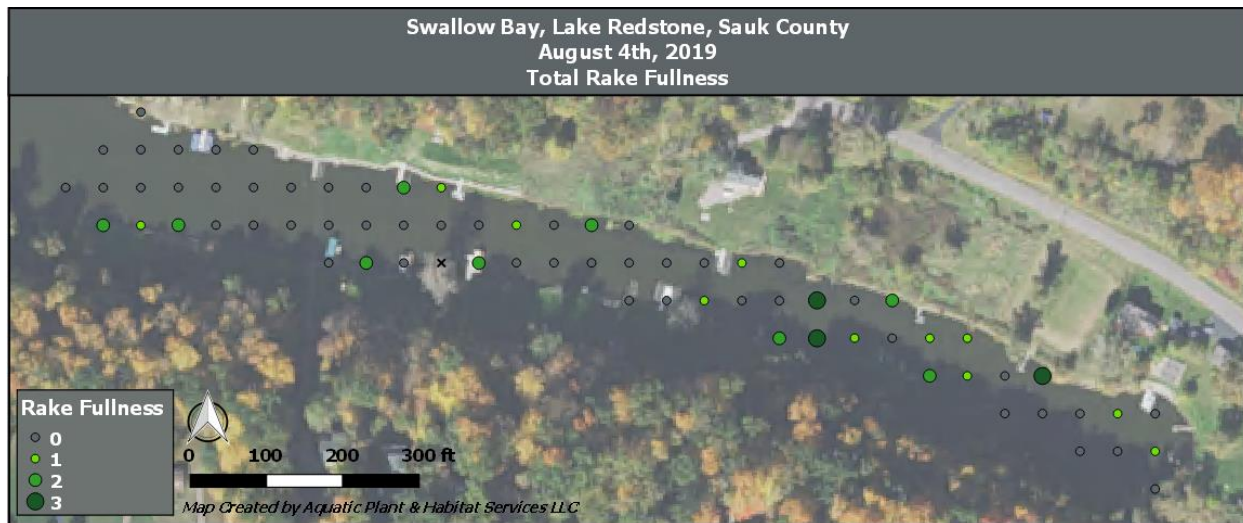 Swallow Bay, Lake Redstone, Sauk County
August 4th, 2019
Total Rake Fullness
Rake Fullness
0
1
2
3
0 100 200 300 ft
Map Created by Aquatic Plant & Habitat Services LLC